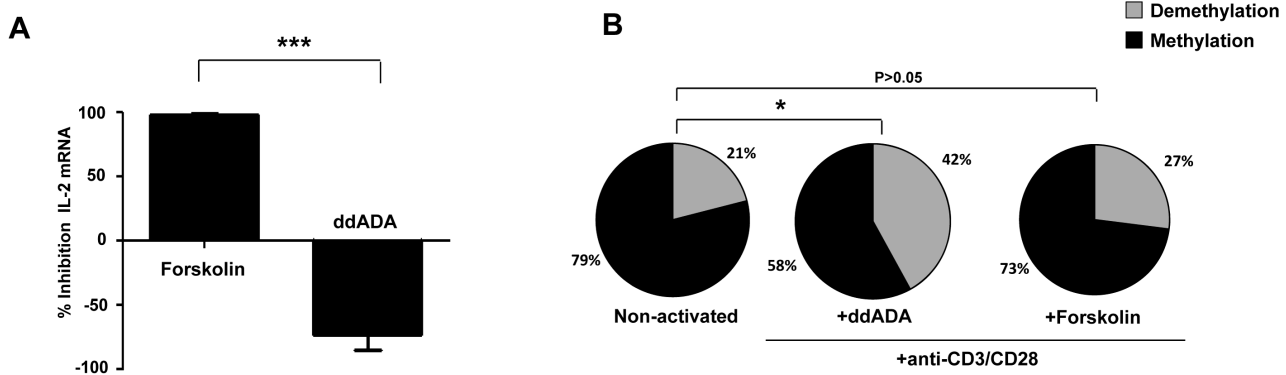 A
***
% Inhibition IL-2 mRNA
100
50
0
-50
-100
ddADA
Forskolin
B
Demethylation
Methylation
P>0.05
*
21%
79%
42%
58%
27%
73%
Non-activated
+ddADA
+Forskolin
+anti-CD3/CD28